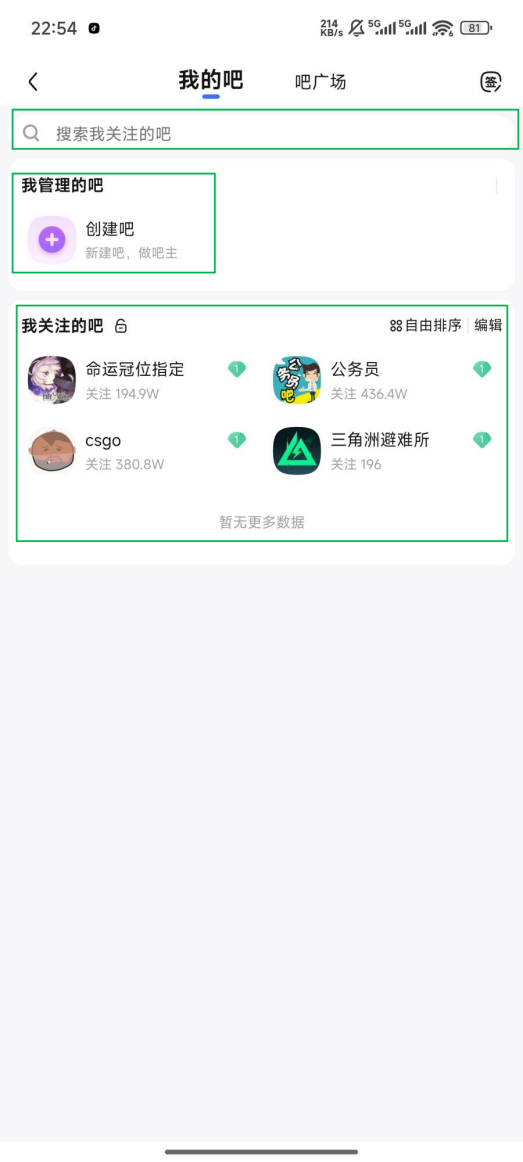 22:54
214 KB/s 5G 5G 6 81
我的吧 吧广场 签
搜索我关注的吧
我管理的吧
创建吧
新建吧，做吧主
我关注的吧 自由排序 编辑
命运冠位指定 1 公务员 1
关注 194.9W 关注 436.4W
csgo 1 三角洲避难所 1
关注 380.8W 关注 196
暂无更多数据